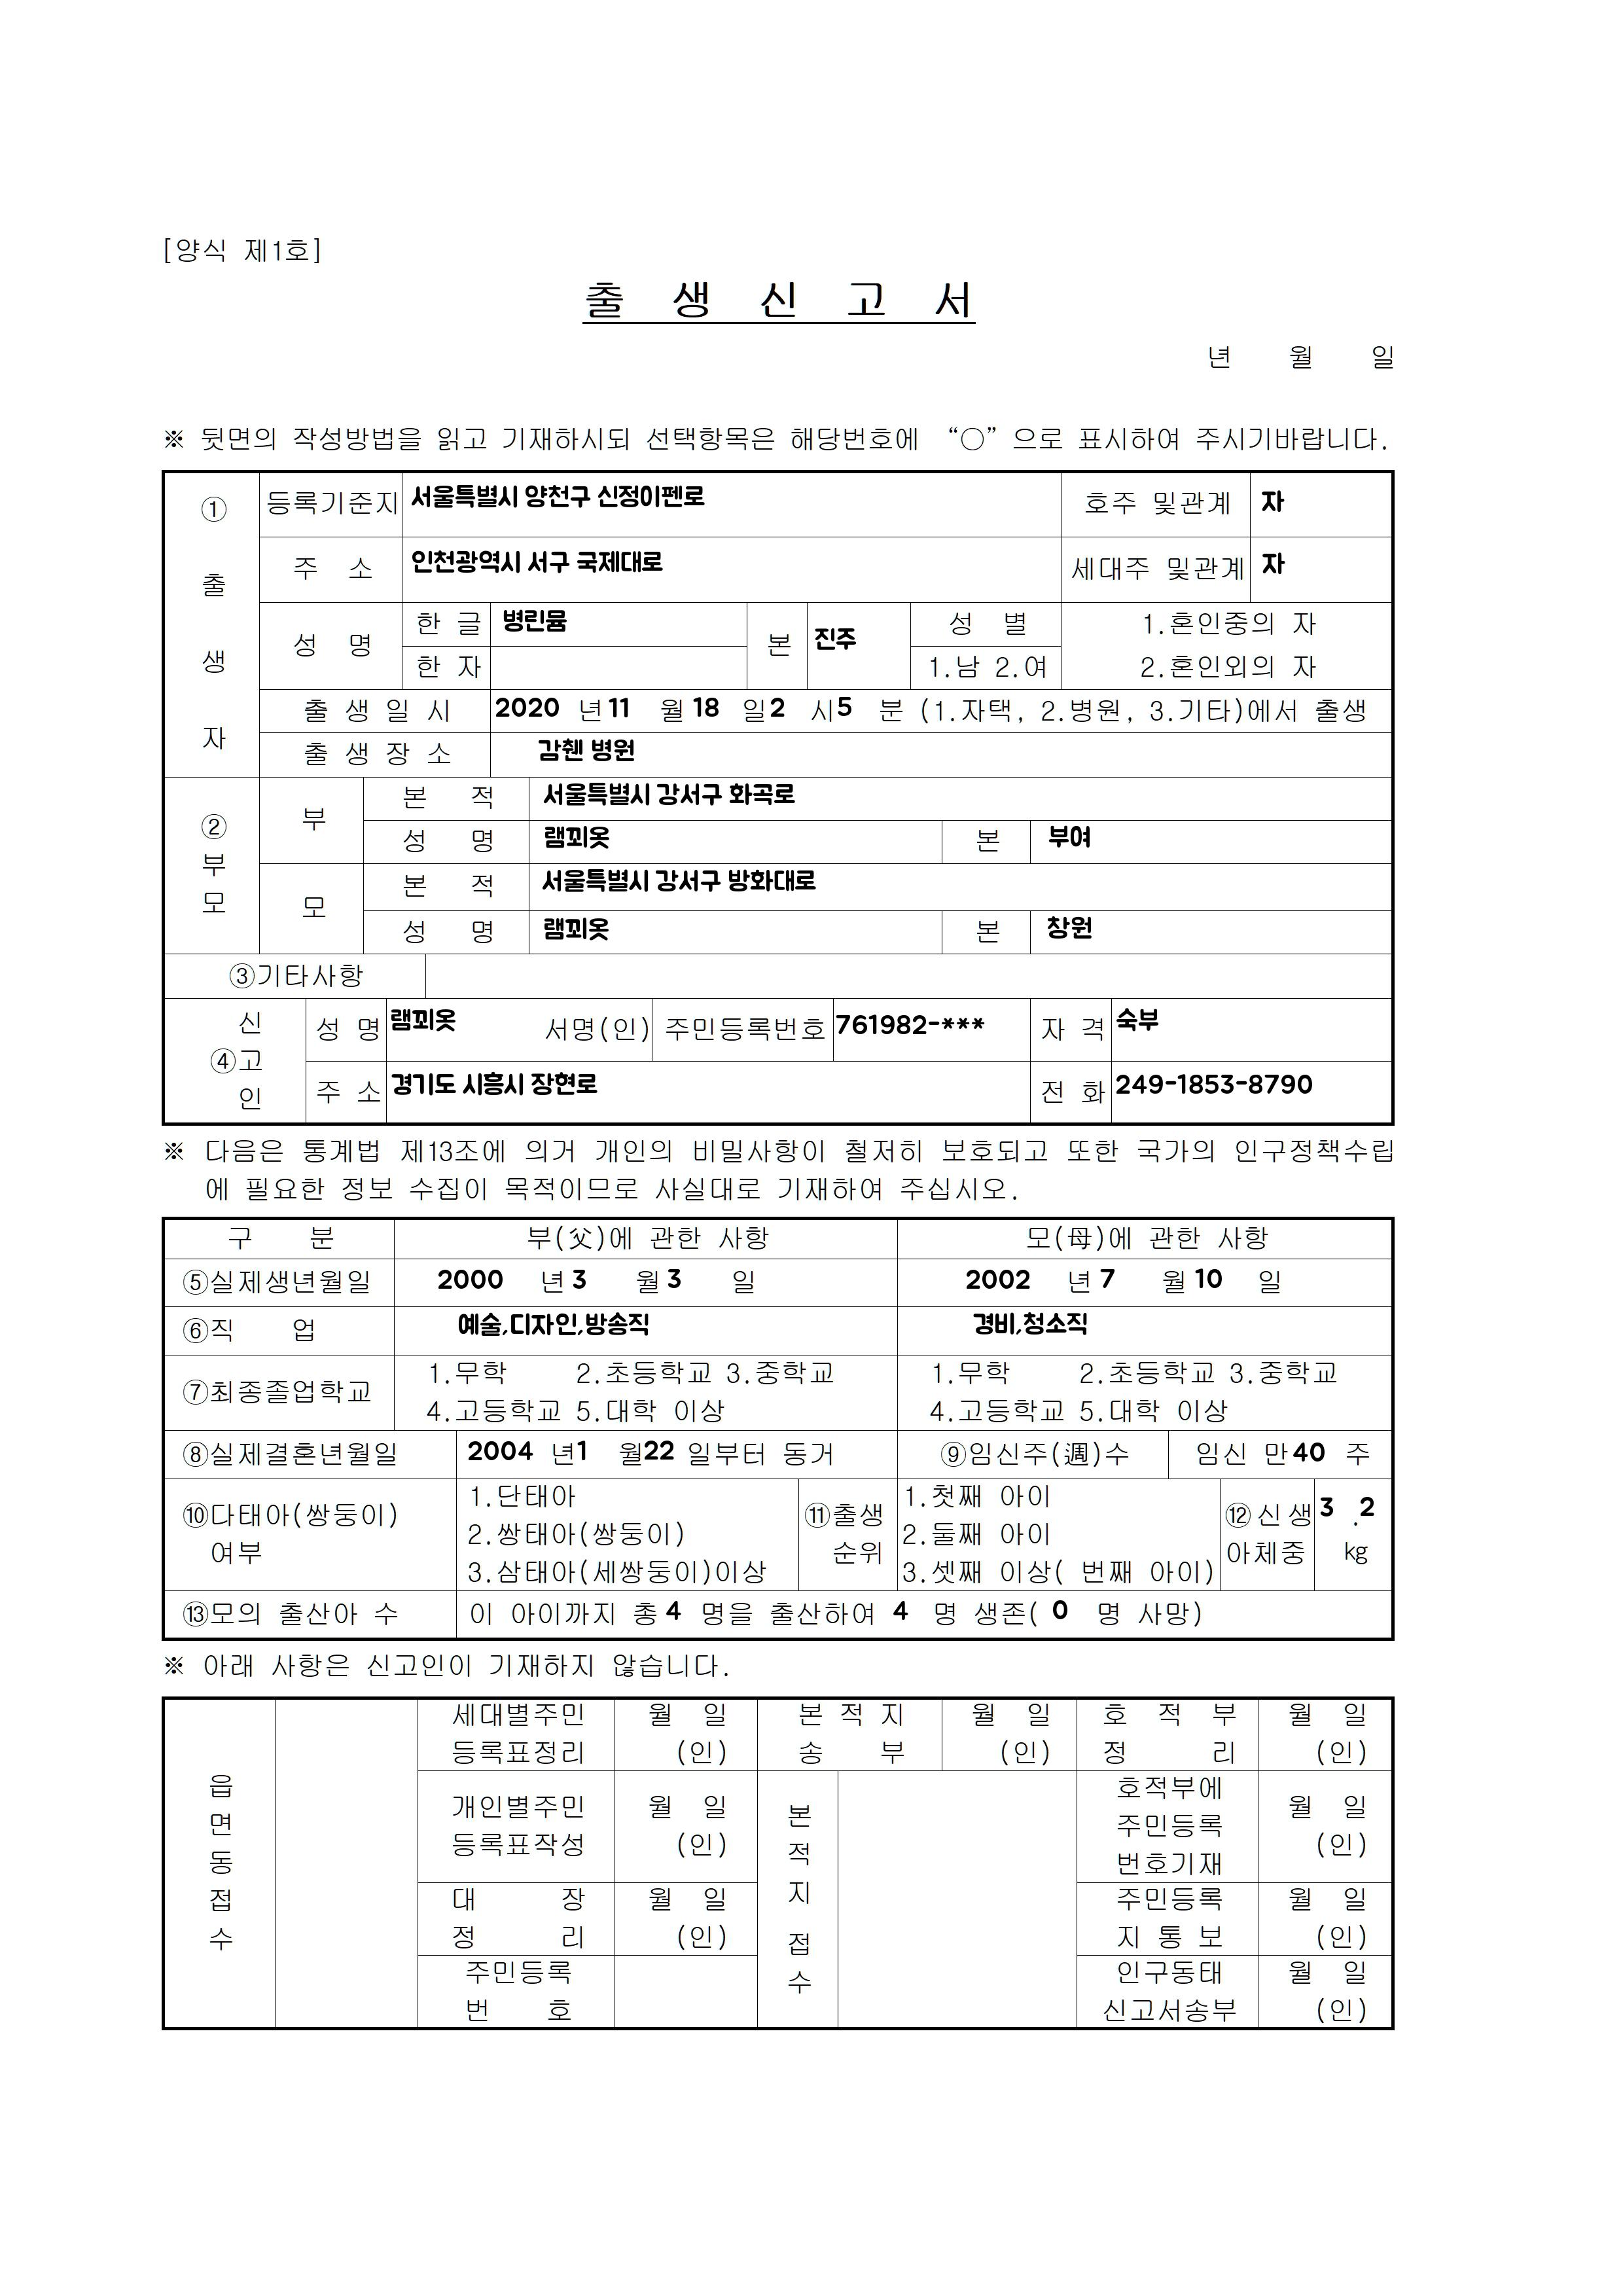 [양식 제1호]
출 생 신 고 서
년 월 일
※ 뒷면의 작성방법을 읽고 기재하시되 선택항목은 해당번호에 “○”으로 표시하여 주시기바랍니다.
① 출 생 자
등록기준지 서울특별시 양천구 신정이펜로 호주 및관계 자
주 소 인천광역시 서구 국제대로 세대주 및관계 자
성 명 한 글 병린뮴 본 진주 성 별 1.혼인중의 자
한 자 1.남 2.여 2.혼인외의 자
출 생 일 시 2020 년 11 월 18 일 2 시 5 분 (1.자택, 2.병원, 3.기타)에서 출생
출 생 장 소 감췐 병원
② 부 모
부 본 적 서울특별시 강서구 화곡로
성 명 램꾀옷 본 부여
모 본 적 서울특별시 강서구 방화대로
성 명 램꾀옷 본 창원
③기타사항
④ 신 고 인
성 명 램꾀옷 서명(인) 주민등록번호 761982-*** 자 격 숙부
주 소 경기도 시흥시 장현로 전 화 249-1853-8790
※ 다음은 통계법 제13조에 의거 개인의 비밀사항이 철저히 보호되고 또한 국가의 인구정책수립
에 필요한 정보 수집이 목적이므로 사실대로 기재하여 주십시오.
구 분 부(父)에 관한 사항 모(母)에 관한 사항
⑤실제생년월일 2000 년 3 월 3 일 2002 년 7 월 10 일
⑥직 업 예술,디자인,방송직 경비,청소직
⑦최종졸업학교 1.무학 2.초등학교 3.중학교 1.무학 2.초등학교 3.중학교
4.고등학교 5.대학 이상 4.고등학교 5.대학 이상
⑧실제결혼년월일 2004 년 1 월 22 일부터 동거 ⑨임신주(週)수 임신 만 40 주
⑩다태아(쌍둥이) 여부
1.단태아
2.쌍태아(쌍둥이)
3.삼태아(세쌍둥이)이상
⑪출생 순위
1.첫째 아이
2.둘째 아이
3.셋째 이상( 번째 아이)
⑫신생 아체중 3 .2 kg
⑬모의 출산아 수 이 아이까지 총 4 명을 출산하여 4 명 생존( 0 명 사망)
※ 아래 사항은 신고인이 기재하지 않습니다.
읍 면 동 접 수
세대별주민 월 일 본 적 지 월 일 호 적 부 월 일
등록표정리 (인) 송 부 (인) 정 리 (인)
개인별주민 월 일
등록표작성 (인)
대 장 월 일
정 리 (인)
주민등록
번 호
본 적 지 접 수
호적부에
주민등록 월 일
번호기재 (인)
주민등록 월 일
지 통 보 (인)
인구동태 월 일
신고서송부 (인)